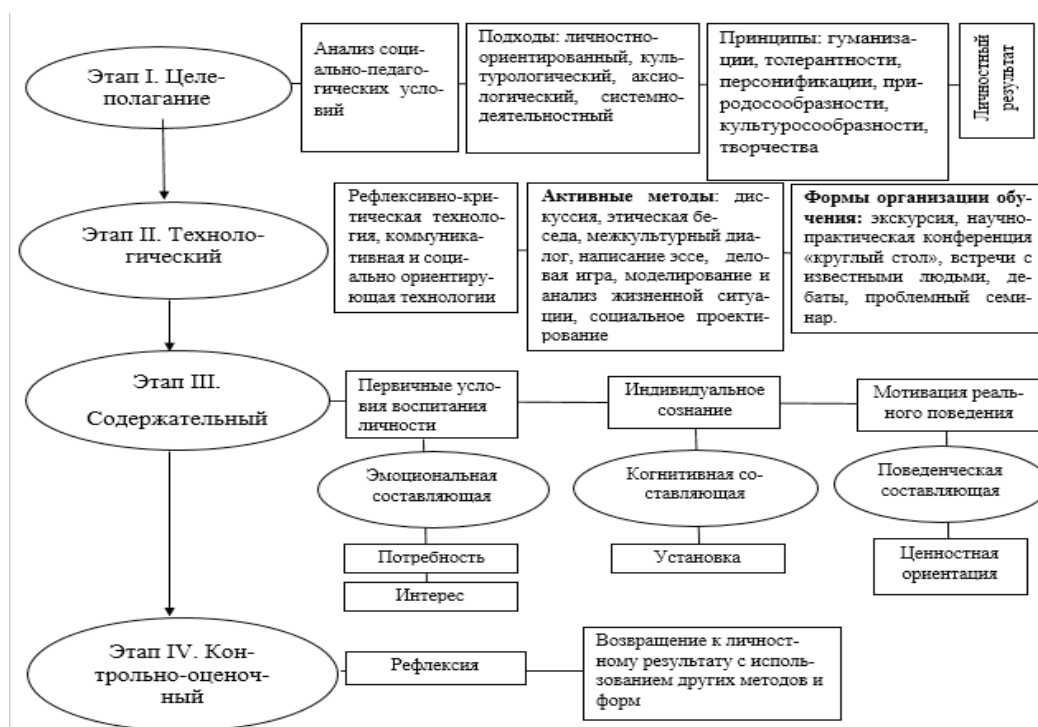 Этап I. Целе-
полагание
Анализ соци-
ально-педаго-
гических усло-
вий
Подходы: личностно-
ориентированный, куль-
турологический, аксио-
логический, системно-
деятельностный
Принципы: гуманиза-
ции, толерантности,
персонификации, при-
родосообразности,
культуросообразности,
творчества
Личностный
результат
Этап II. Техноло-
гический
Рефлексивно-кри-
тическая техноло-
гия, коммуника-
тивная и соци-
ально ориентиру-
ющая технологии
Активные методы: дис-
куссия, этическая бе-
седа, межкультурный диа-
лог, написание эссе, де-
ловая игра, моделирование и
анализ жизненной ситуа-
ции, социальное проекти-
рование
Формы организации обу-
чения: экскурсия, научно-
практическая конференция
«круглый стол», встречи с
известными людьми, де-
баты, проблемный семи-
нар.
Этап III.
Содержательный
Первичные усло-
вия воспитания
личности
Индивидуальное
сознание
Мотивация реаль-
ного поведения
Эмоциональная
составляющая
Когнитивная со-
ставляющая
Поведенческая
составляющая
Потребность
Интерес
Установка
Ценностная
ориентация
Этап IV. Кон-
трольно-оценоч-
ный
Рефлексия
Возвращение к личност-
ному результату с исполь-
зованием других методов и
форм